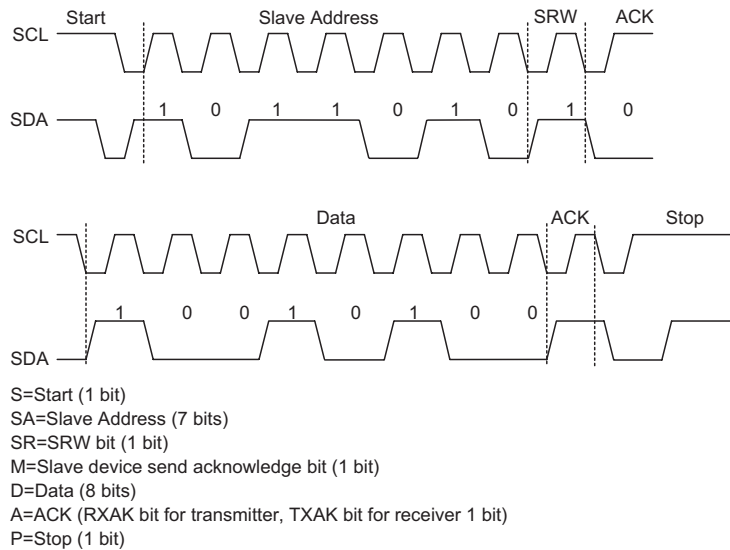 Start Slave Address SRW ACK
SCL
1 0 1 1 0 1 0 1 0
SDA
Data ACK Stop
SCL
1 0 0 1 0 1 0 0
SDA
S=Start (1 bit)
SA=Slave Address (7 bits)
SR=SRW bit (1 bit)
M=Slave device send acknowledge bit (1 bit)
D=Data (8 bits)
A=ACK (RXAK bit for transmitter, TXAK bit for receiver 1 bit)
P=Stop (1 bit)